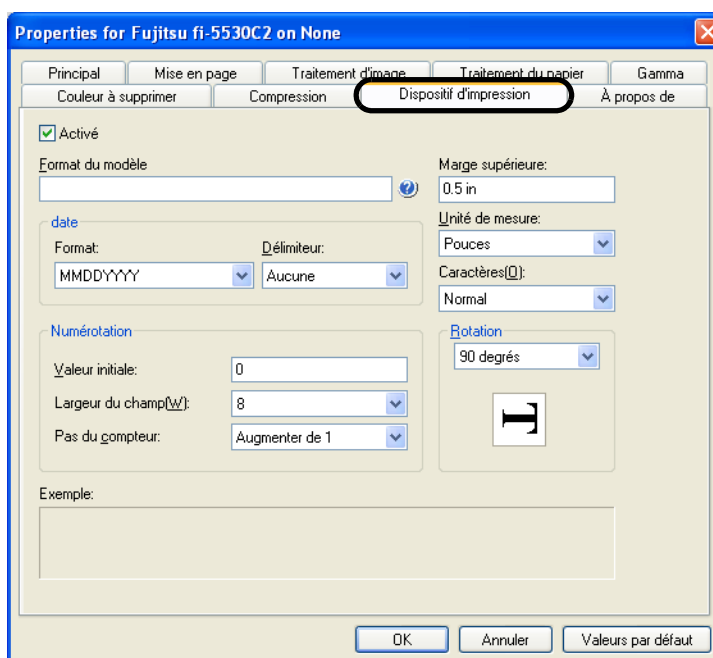 Properties for Fujitsu fi-5530C2 on None
Principal Mise en page Traitement d'image Traitement du papier Gamma
Couleur à supprimer Compression Dispositif d'impression À propos de
Activé
Format du modèle
Marge supérieure:
0.5 in
date
Unité de mesure:
Format: Délimiteur:
Pouces
MMDDYYYY Aucune
Caractères(O):
Normal
Numérotation
Rotation
90 degrés
Valeur initiale: 0
Largeur du champ(W): 8
Pas du compteur: Augmenter de 1
T
Exemple:
OK Annuler Valeurs par défaut